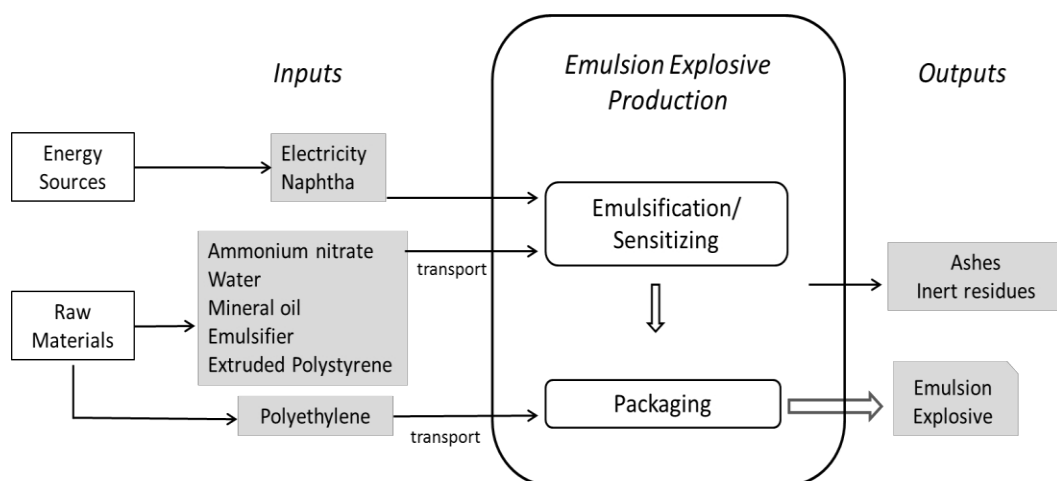 Inputs
Emulsion Explosive
Production
Outputs
Energy
Sources
Electricity
Naphtha
Emulsification/
Sensitizing
Raw
Materials
Ammonium nitrate
Water
Mineral oil
Emulsifier
Extruded Polystyrene
transport
Ashes
Inert residues
Polyethylene
transport
Packaging
Emulsion
Explosive